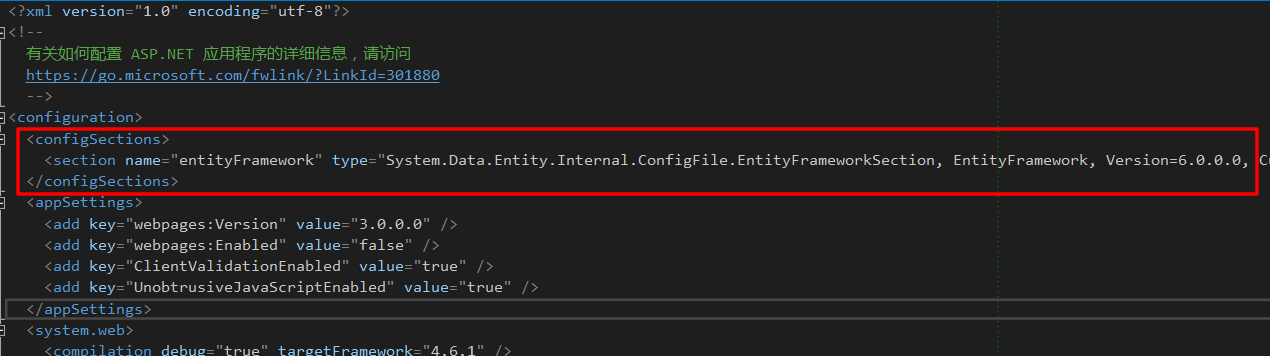 <?xml version="1.0" encoding="utf-8"?>
<!--
有关如何配置 ASP.NET 应用程序的详细信息，请访问
https://go.microsoft.com/fwlink/?LinkId=301880
-->
<configuration>
<configSections>
<section name="entityFramework" type="System.Data.Entity.Internal.ConfigFile.EntityFrameworkSection, EntityFramework, Version=6.0.0.0,
</configSections>
<appSettings>
<add key="webpages:Version" value="3.0.0.0" />
<add key="webpages:Enabled" value="false" />
<add key="ClientValidationEnabled" value="true" />
<add key="UnobtrusiveJavaScriptEnabled" value="true" />
</appSettings>
<system.web>
<compilation debug="true" targetFramework="4.6.1" />